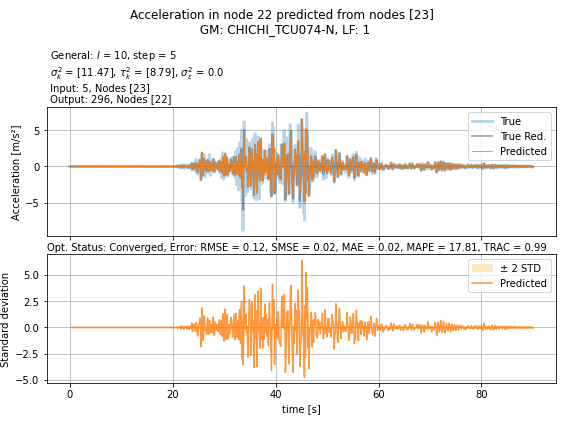 Acceleration in node 22 predicted from nodes [23]
GM: CHICHI_TCU074-N, LF: 1
General: l = 10, step = 5
σ²ₖ = [11.47], τ²ₖ = [8.79], σ²ε = 0.0
Input: 5, Nodes [23]
Output: 296, Nodes [22]
Acceleration [m/s²]
5
0
−5
True
True Red.
Predicted
Opt. Status: Converged, Error: RMSE = 0.12, SMSE = 0.02, MAE = 0.02, MAPE = 17.81, TRAC = 0.99
Standard deviation
5.0
2.5
0.0
−2.5
−5.0
± 2 STD
Predicted
0 20 40 60 80
time [s]